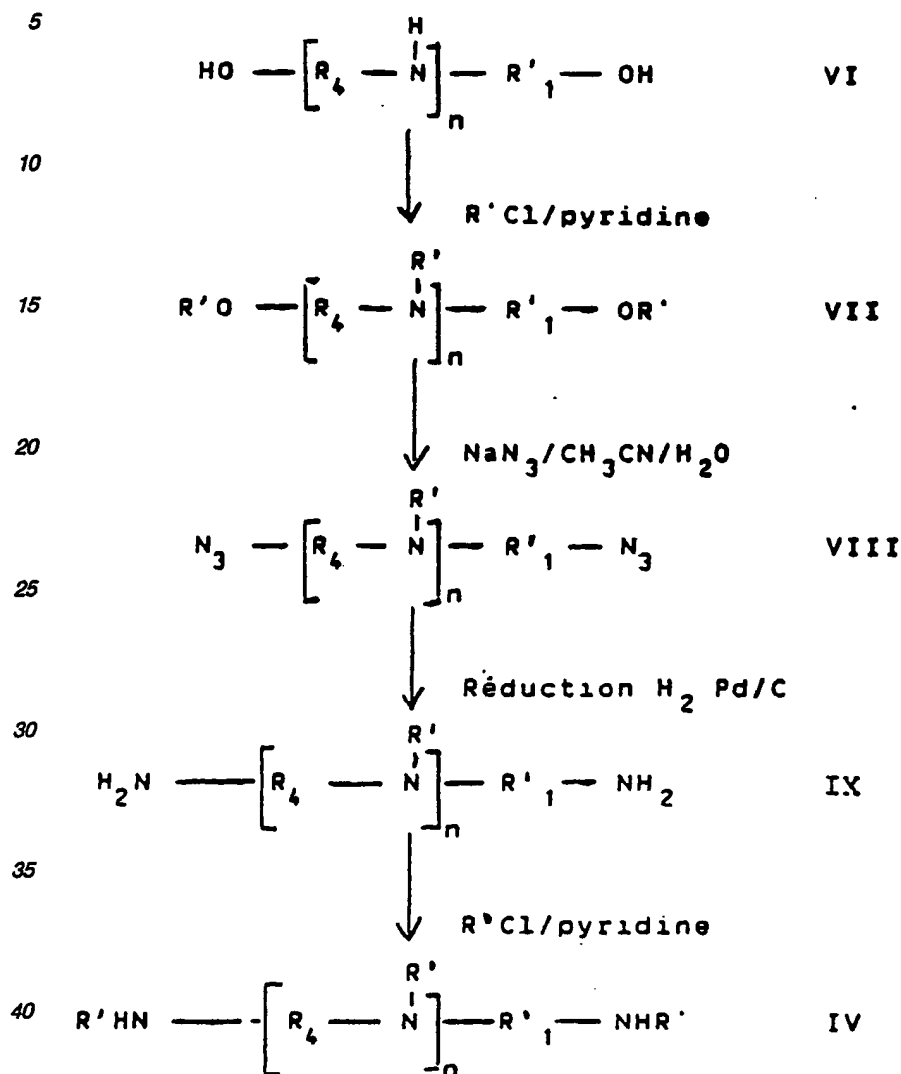 5
H
HO — [R4 — N]n — R'1 — OH VI
10
R'Cl/pyridine
R'
15 R'O — [R4 — N]n — R'1 — OR' VII
20
NaN3/CH3CN/H2O
R'
N3 — [R4 — N]n — R'1 — N3 VIII
25
Réduction H2 Pd/C
30
R'
H2N — [R4 — N]n — R'1 — NH2 IX
35
R'Cl/pyridine
R'
40 R'HN — [R4 — N]n — R'1 — NHR' IV